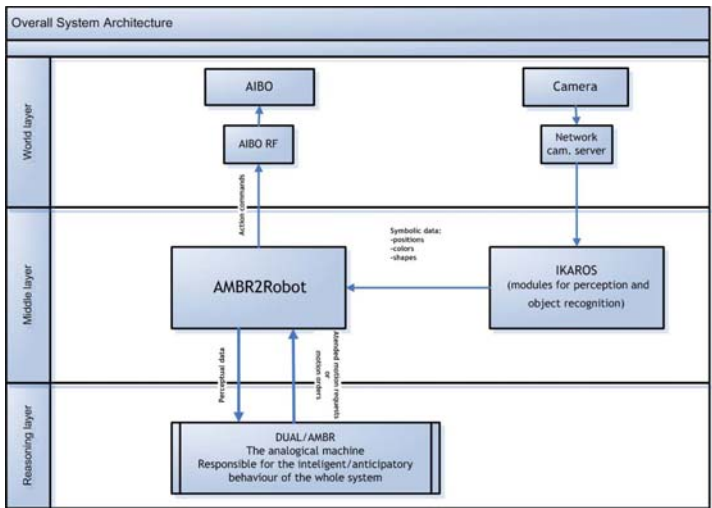 Overall System Architecture
World layer
AIBO
Camera
AIBO RF
Network
cam. server
Action commands
Middle layer
Symbolic data:
-positions
-colors
-shapes
AMBR2Robot
IKAROS
(modules for perception and
object recognition)
Perceptual data
Attended motion requests
or
motion orders
Reasoning layer
DUAL/AMBR
The analogical machine
Responsible for the inteligent/anticipatory
behaviour of the whole system